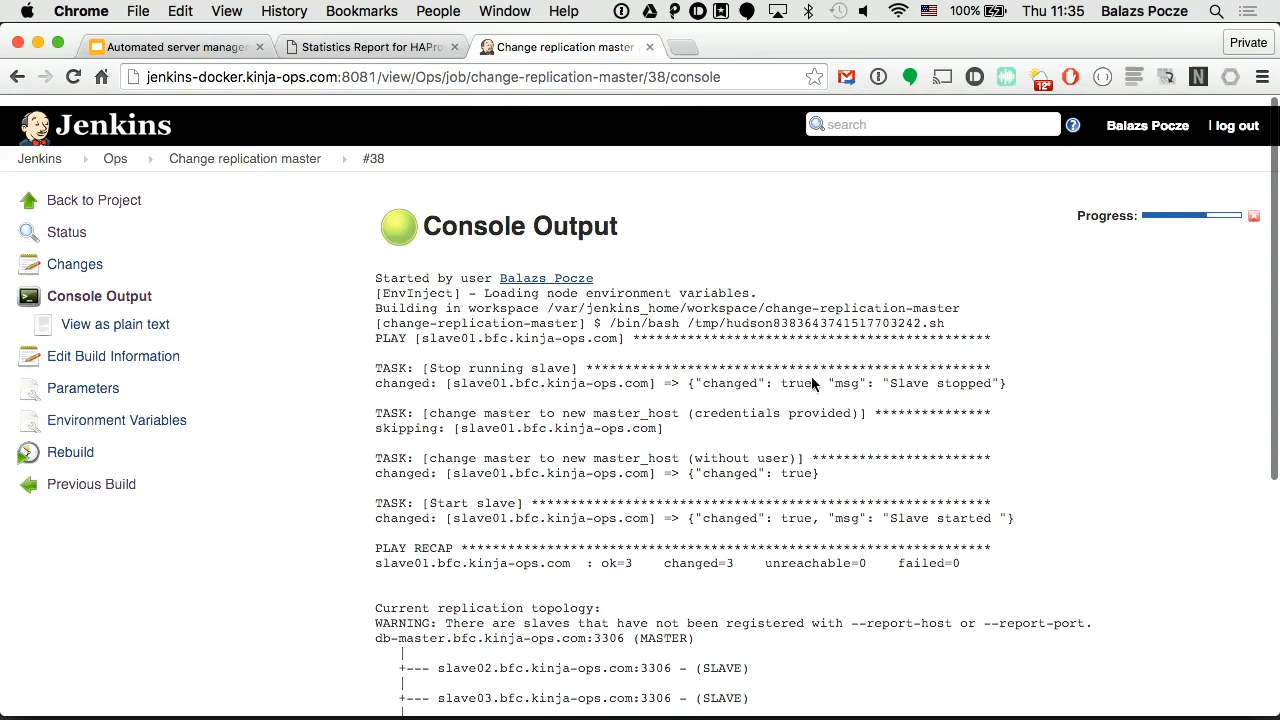 Chrome File Edit View History Bookmarks People Window Help 100% Thu 11:35 Balazs Pocze
Automated server manage × Statistics Report for HAPro × Change replication master × Private
jenkins-docker.kinja-ops.com:8081/view/Ops/job/change-replication-master/38/console 12°
Jenkins search Balazs Pocze | log out
Jenkins Ops Change replication master #38
Back to Project
Status
Changes
Console Output
View as plain text
Edit Build Information
Parameters
Environment Variables
Rebuild
Previous Build
Console Output
Progress:
Started by user Balazs Pocze
[EnvInject] - Loading node environment variables.
Building in workspace /var/jenkins_home/workspace/change-replication-master
[change-replication-master] $ /bin/bash /tmp/hudson8383643741517703242.sh
PLAY [slave01.bfc.kinja-ops.com] **********************************************
TASK: [Stop running slave] ****************************************************
changed: [slave01.bfc.kinja-ops.com] => {"changed": true, "msg": "Slave stopped"}
TASK: [change master to new master_host (credentials provided)] ***************
skipping: [slave01.bfc.kinja-ops.com]
TASK: [change master to new master_host (without user)] ***********************
changed: [slave01.bfc.kinja-ops.com] => {"changed": true}
TASK: [Start slave] ***********************************************************
changed: [slave01.bfc.kinja-ops.com] => {"changed": true, "msg": "Slave started "}
PLAY RECAP ********************************************************************
slave01.bfc.kinja-ops.com : ok=3 changed=3 unreachable=0 failed=0
Current replication topology:
WARNING: There are slaves that have not been registered with --report-host or --report-port.
db-master.bfc.kinja-ops.com:3306 (MASTER)
|
+--- slave02.bfc.kinja-ops.com:3306 - (SLAVE)
|
+--- slave03.bfc.kinja-ops.com:3306 - (SLAVE)
|